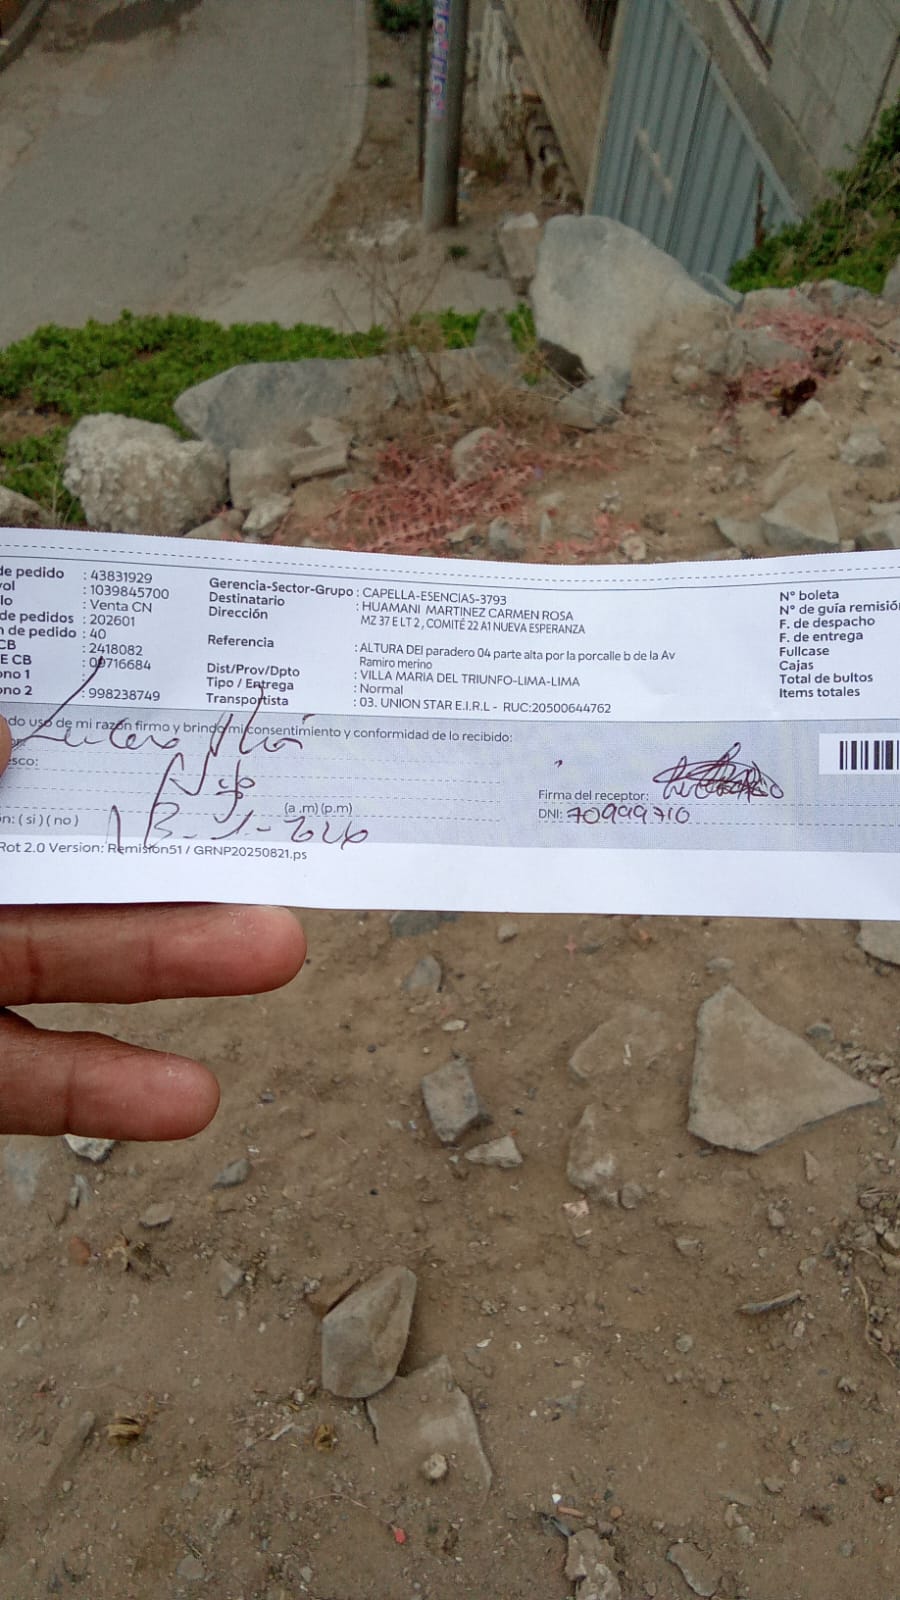 de pedido : 43831929
vol : 1039845700
lo : Venta CN
de pedidos : 202601
n de pedido : 40
CB : 2418082
E CB : 00716684
ono 1 :
ono 2 : 998238749
Gerencia-Sector-Grupo : CAPELLA-ESENCIAS-3793
Destinatario : HUAMANI MARTINEZ CARMEN ROSA
Dirección MZ 37 E LT 2 , COMITÉ 22 A1 NUEVA ESPERANZA
Referencia : ALTURA DEl paradero 04 parte alta por la porcalle b de la Av
Ramiro merino
Dist/Prov/Dpto : VILLA MARIA DEL TRIUNFO-LIMA-LIMA
Tipo / Entrega : Normal
Transportista : 03. UNION STAR E.I.R.L - RUC:20500644762
N° boleta
N° de guía remisió
F. de despacho
F. de entrega
Fullcase
Cajas
Total de bultos
Items totales
do uso de mi razón firmo y brindo mi consentimiento y conformidad de lo recibido:
esco:
(a .m) (p.m)
n: ( si ) ( no )
13-1-2026
Firma del receptor:
DNI: 70999710
Rot 2.0 Version: Remision51 / GRNP20250821.ps